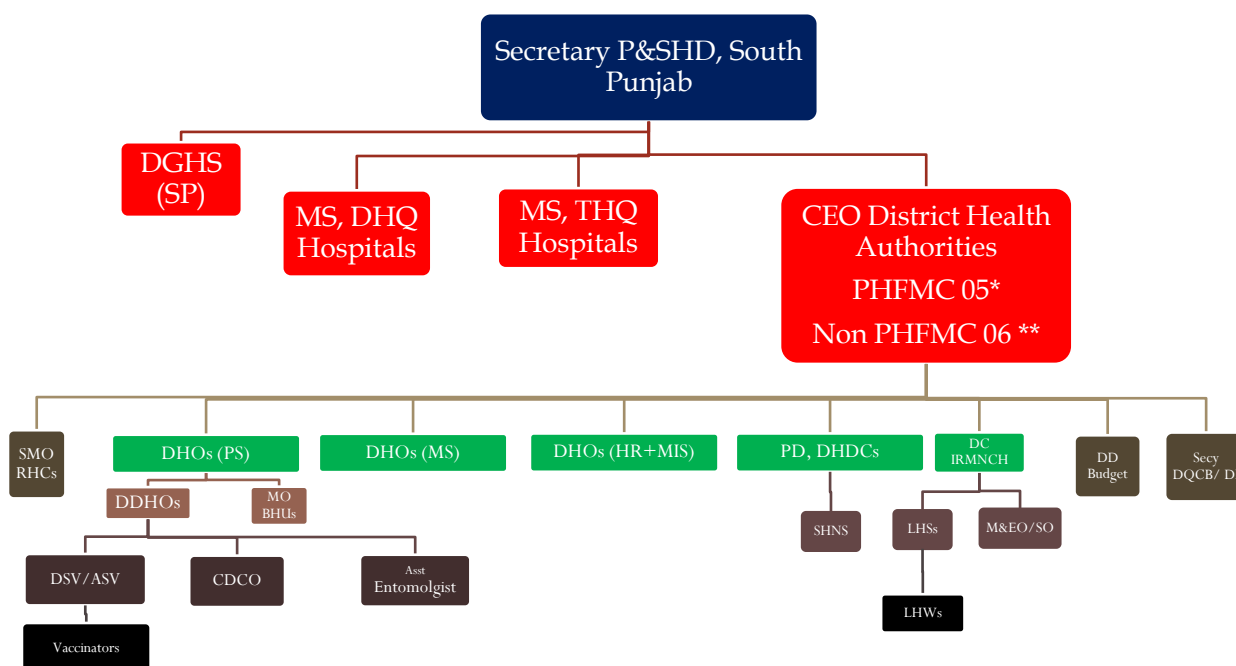 Secretary P&SHD, South
Punjab
DGHS
(SP)
MS, DHQ
Hospitals
MS, THQ
Hospitals
CEO District Health
Authorities
PHFMC 05*
Non PHFMC 06 **
SMO
RHCs
DHOs (PS)
DHOs (MS)
DHOs (HR+MIS)
PD, DHDCs
DC
IRMNCH
DD
Budget
Secy
DQCB/ D
DDHOs
MO
BHUs
SHNS
LHSs
M&EO/SO
DSV/ASV
CDCO
Asst
Entomolgist
LHWs
Vaccinators